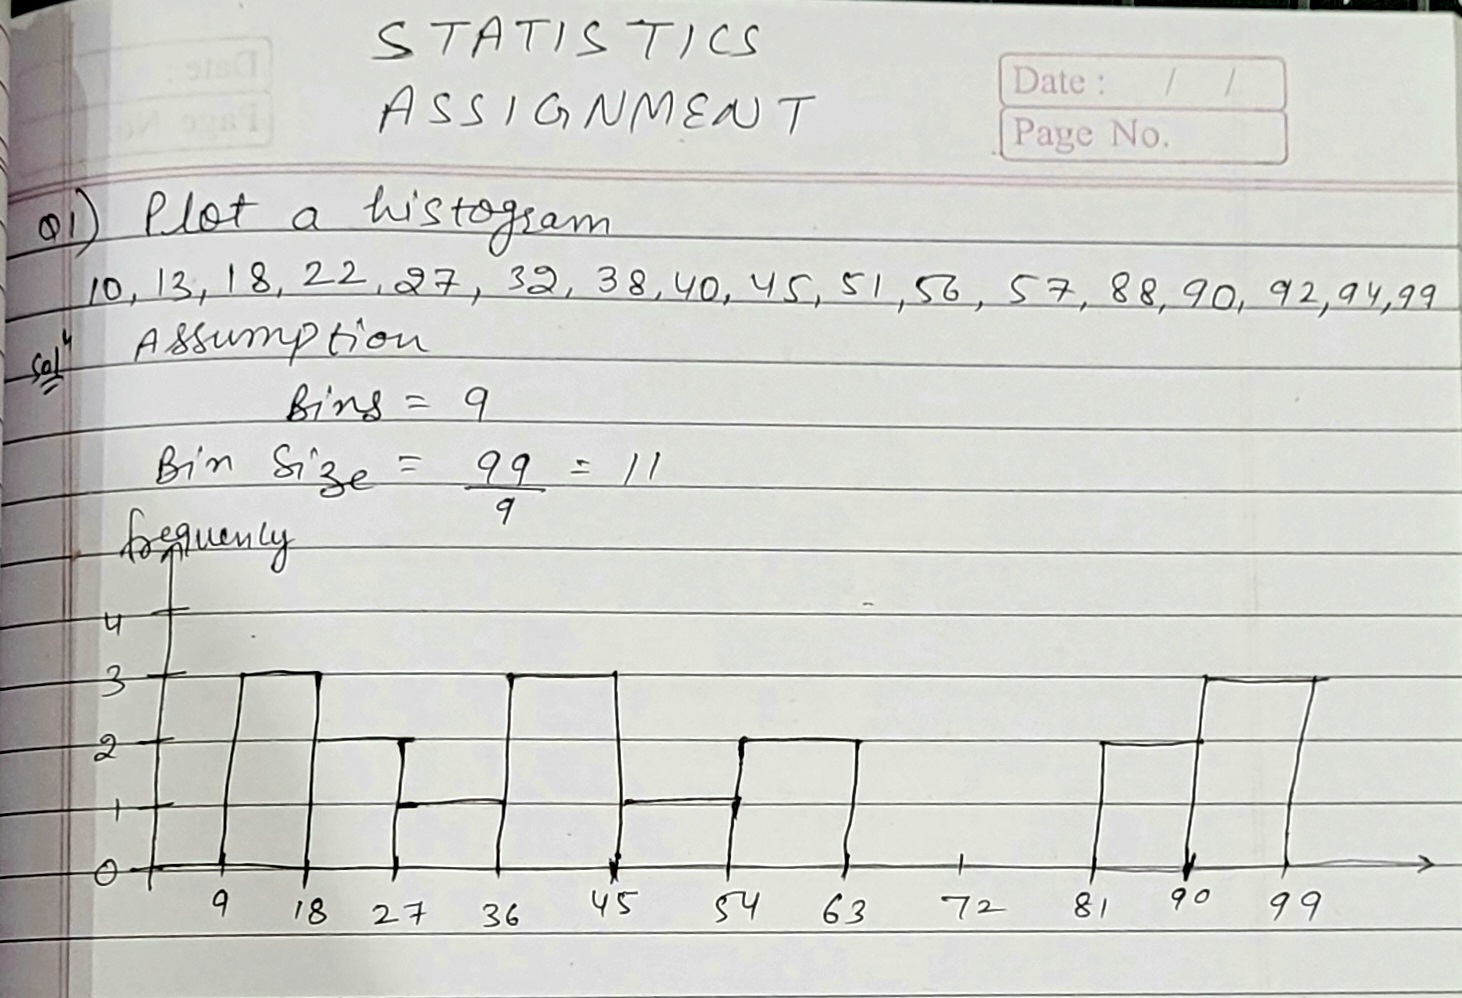 STATISTICS
ASSIGNMENT
Date : / /
Page No.
Q1) Plot a histogram
10, 13, 18, 22, 27, 32, 38, 40, 45, 51, 56, 57, 88, 90, 92, 94, 99
Solⁿ Assumption
Bins = 9
Bin Size = 99/9 = 11
frequency
4
3
2
1
0
9 18 27 36 45 54 63 72 81 90 99